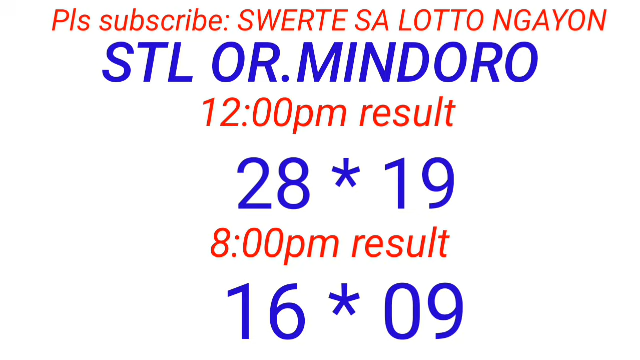 Pls subscribe: SWERTE SA LOTTO NGAYON
STL OR.MINDORO
12:00pm result
28 * 19
8:00pm result
16 * 09